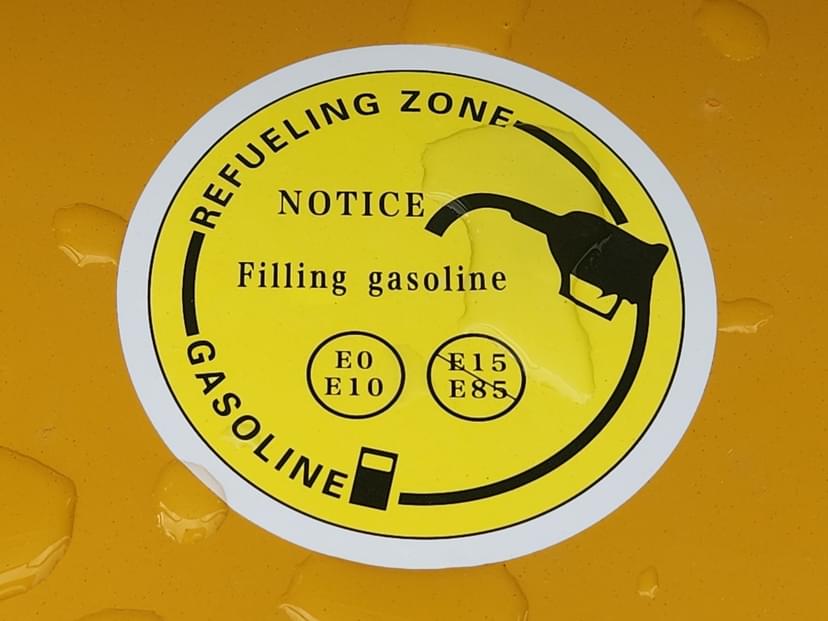 REFUELING ZONE
NOTICE
Filling gasoline
E0
E10
E15
E85
GASOLINE